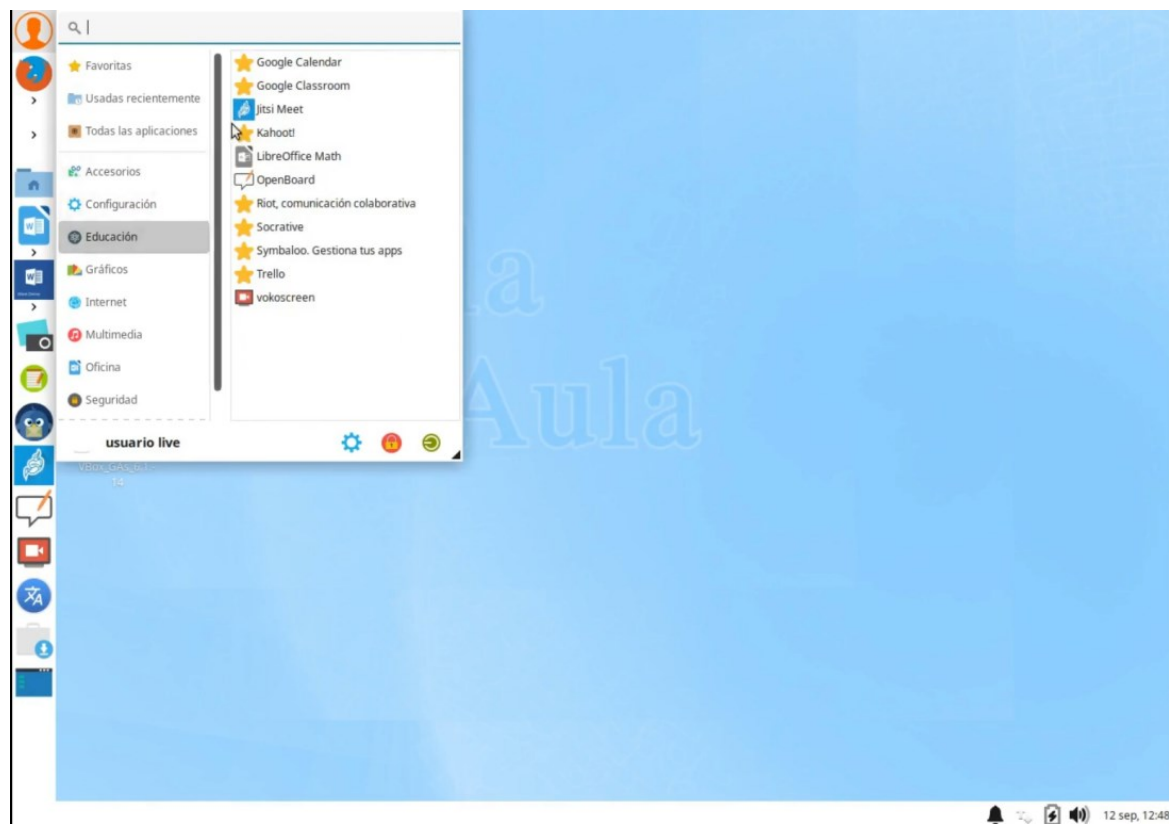 Favoritas
Usadas recientemente
Todas las aplicaciones
Accesorios
Configuración
Educación
Gráficos
Internet
Multimedia
Oficina
Seguridad
Google Calendar
Google Classroom
Jitsi Meet
Kahoot!
LibreOffice Math
OpenBoard
Riot, comunicación colaborativa
Socrative
Symbaloo. Gestiona tus apps
Trello
vokoscreen
usuario live
a
Aula
14
12 sep, 12:48